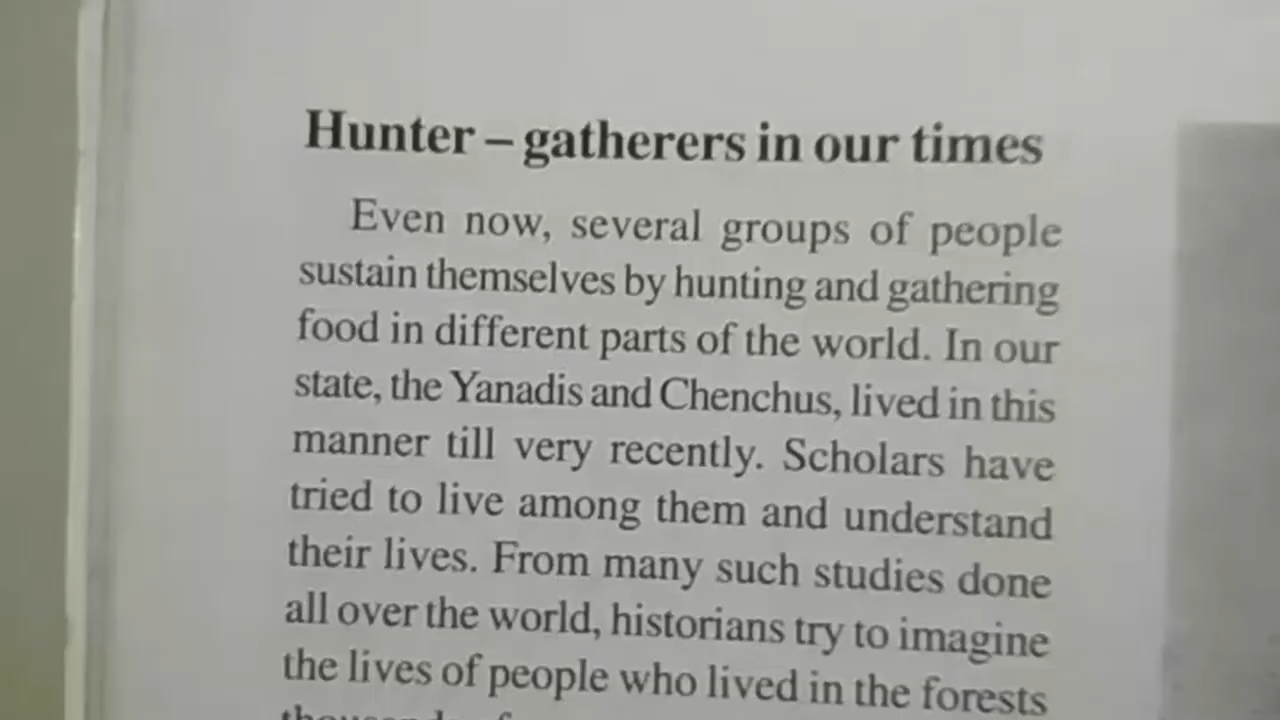 Hunter – gatherers in our times
Even now, several groups of people
sustain themselves by hunting and gathering
food in different parts of the world. In our
state, the Yanadis and Chenchus, lived in this
manner till very recently. Scholars have
tried to live among them and understand
their lives. From many such studies done
all over the world, historians try to imagine
the lives of people who lived in the forests